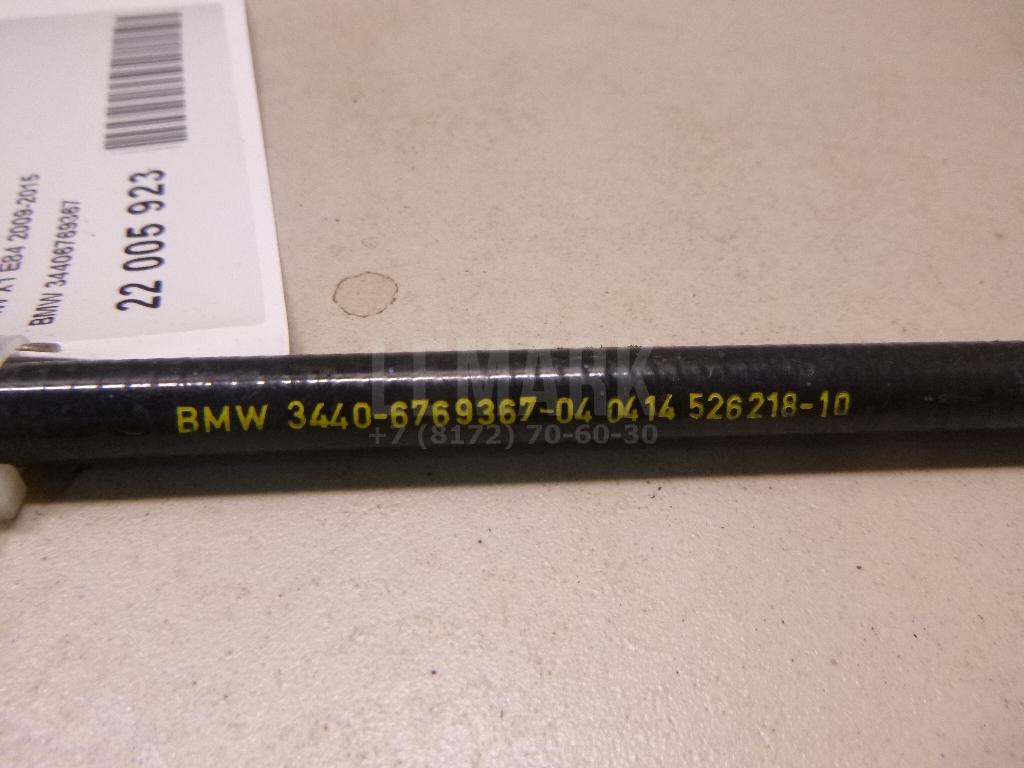 X1 E84 2009-2015
BMW 34406769367
22 005 923
LEMARK
BMW 3440-6769367-04 0414 526218-10
+7 (8172) 70-60-30